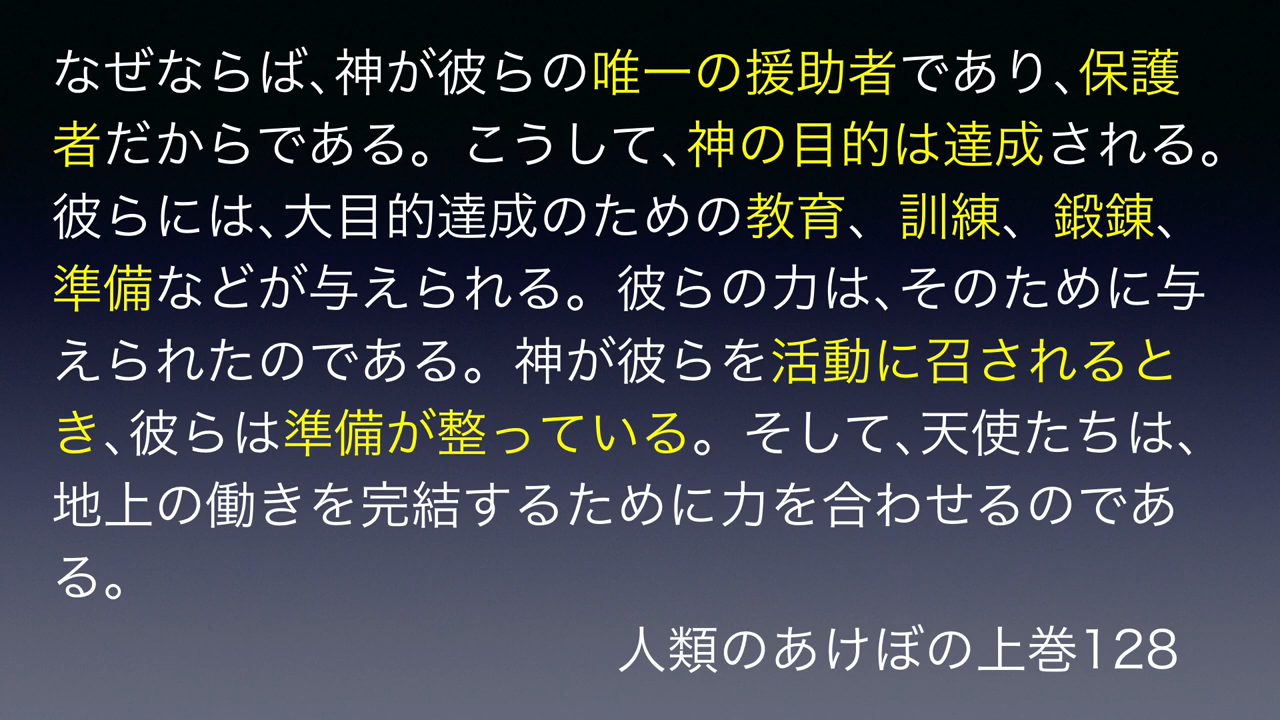 なぜならば、神が彼らの唯一の援助者であり、保護
者だからである。こうして、神の目的は達成される。
彼らには、大目的達成のための教育、訓練、鍛錬、
準備などが与えられる。彼らの力は、そのために与
えられたのである。神が彼らを活動に召されると
き、彼らは準備が整っている。そして、天使たちは、
地上の働きを完結するために力を合わせるのであ
る。
人類のあけぼの上巻128